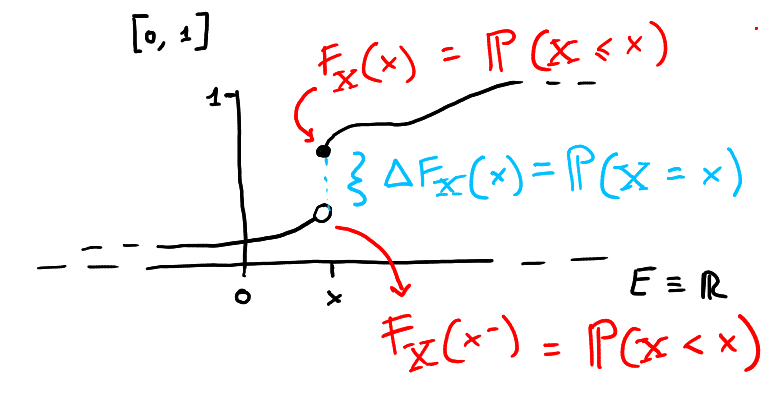 [0, 1]
F_X(x) = ℙ(X ≤ x)
1
ΔF_X(x) = ℙ(X = x)
0 x
E ≡ ℝ
F_X(x⁻) = ℙ(X < x)